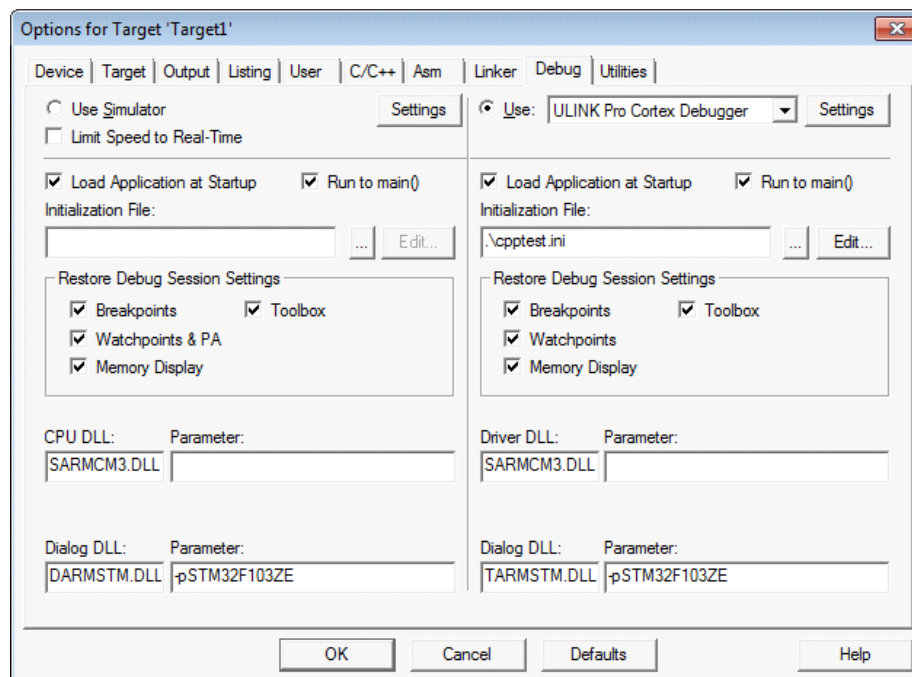 Options for Target 'Target1'
Device Target Output Listing User C/C++ Asm Linker Debug Utilities
Use Simulator Settings
Limit Speed to Real-Time
Use: ULINK Pro Cortex Debugger Settings
Load Application at Startup Run to main()
Initialization File:
... Edit...
Restore Debug Session Settings
Breakpoints Toolbox
Watchpoints & PA
Memory Display
CPU DLL: Parameter:
SARMCM3.DLL
Dialog DLL: Parameter:
DARMSTM.DLL -pSTM32F103ZE
Load Application at Startup Run to main()
Initialization File:
.\cpptest.ini ... Edit...
Restore Debug Session Settings
Breakpoints Toolbox
Watchpoints
Memory Display
Driver DLL: Parameter:
SARMCM3.DLL
Dialog DLL: Parameter:
TARMSTM.DLL -pSTM32F103ZE
OK Cancel Defaults Help